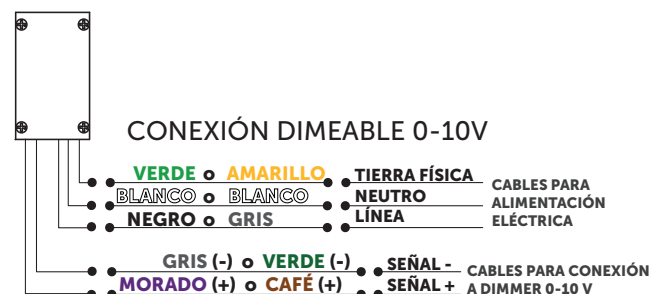 CONEXIÓN DIMEABLE 0-10V
VERDE o AMARILLO TIERRA FÍSICA
BLANCO o BLANCO NEUTRO
NEGRO o GRIS LÍNEA
CABLES PARA
ALIMENTACIÓN
ELÉCTRICA
GRIS (-) o VERDE (-) SEÑAL -
MORADO (+) o CAFÉ (+) SEÑAL +
CABLES PARA CONEXIÓN
A DIMMER 0-10 V